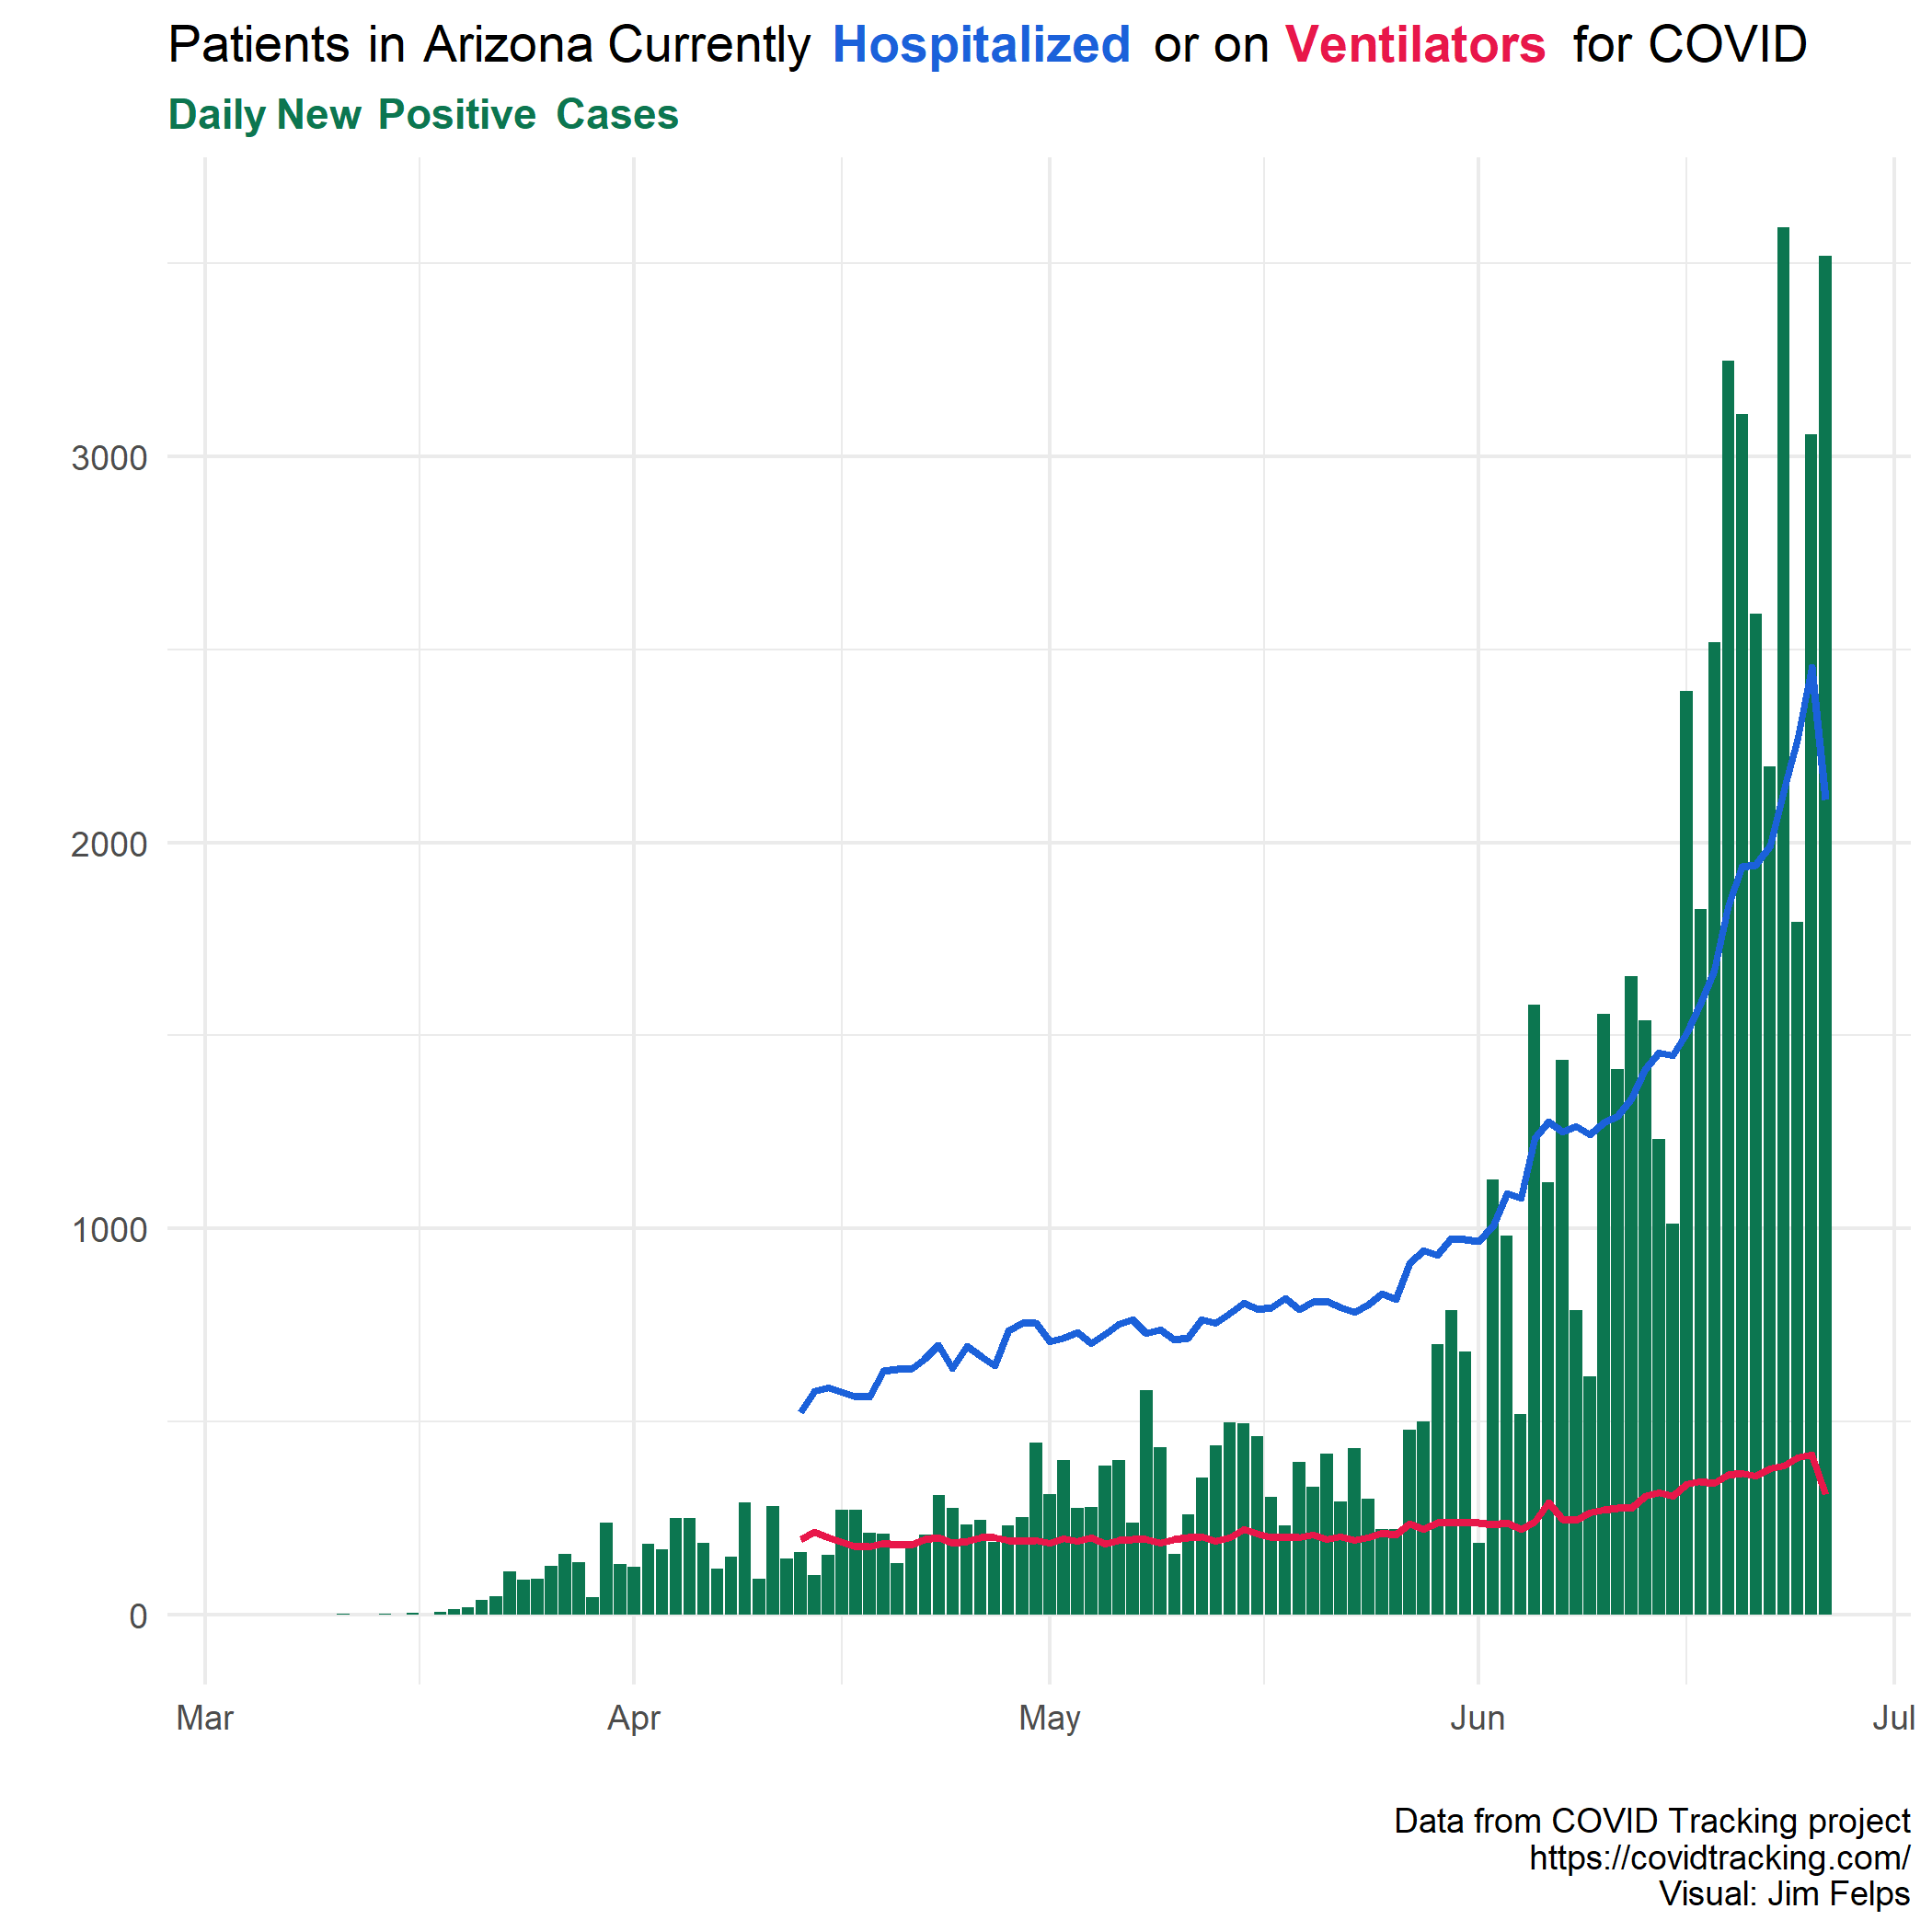 Patients in Arizona Currently Hospitalized or on Ventilators for COVID
Daily New Positive Cases
3000
2000
1000
0
Mar Apr May Jun Jul
Data from COVID Tracking project
https://covidtracking.com/
Visual: Jim Felps